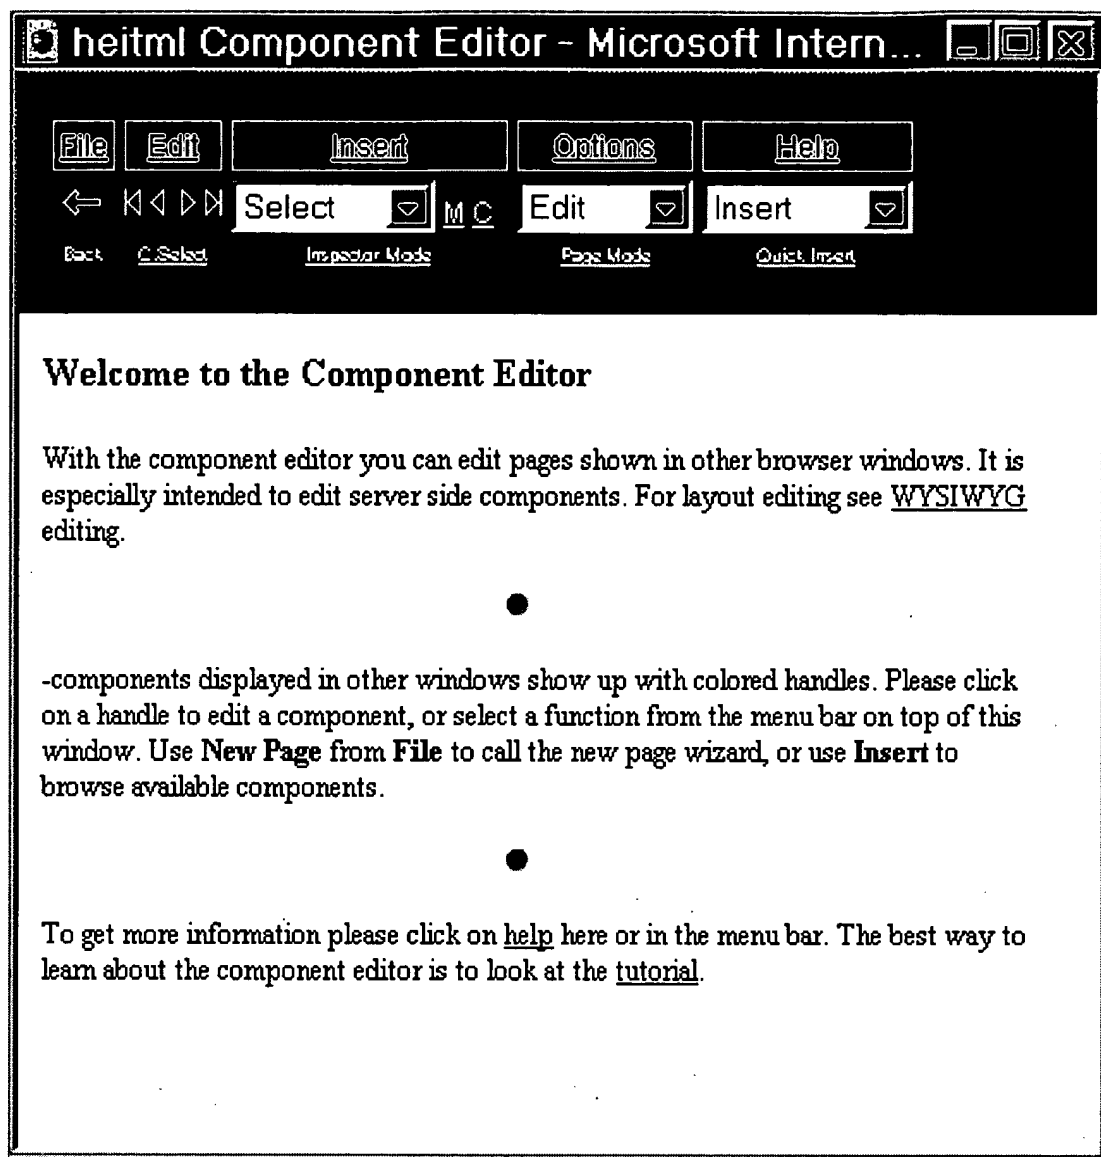 heitml Component Editor - Microsoft Intern...
File Edit Insert Options Help
Select M C Edit Insert
Back C.Select Inspector Mode Page Mode Quick Insert
Welcome to the Component Editor
With the component editor you can edit pages shown in other browser windows. It is
especially intended to edit server side components. For layout editing see WYSIWYG
editing.
-components displayed in other windows show up with colored handles. Please click
on a handle to edit a component, or select a function from the menu bar on top of this
window. Use New Page from File to call the new page wizard, or use Insert to
browse available components.
To get more information please click on help here or in the menu bar. The best way to
learn about the component editor is to look at the tutorial.